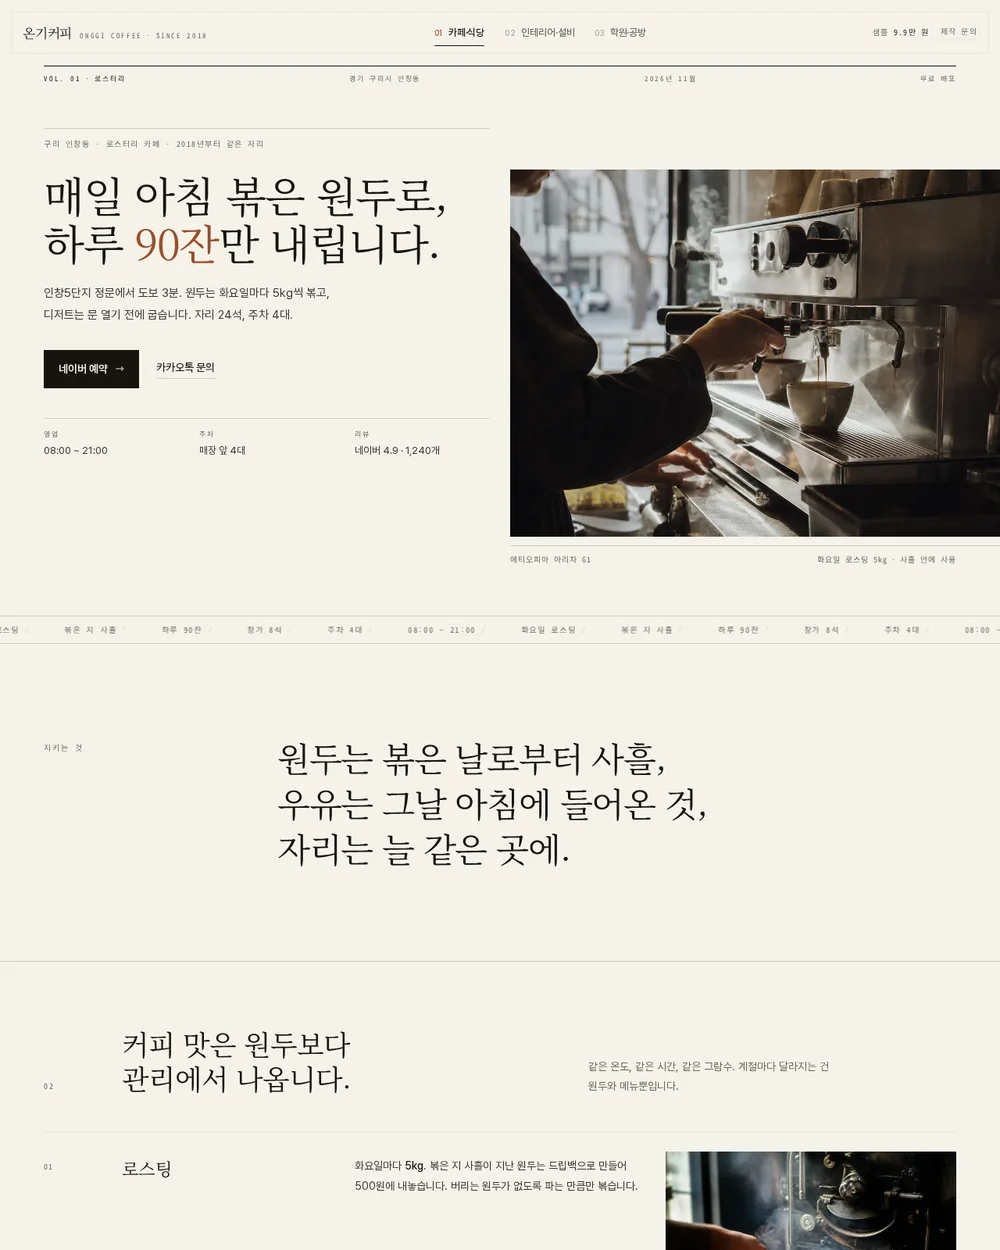 온기커피 ONGGI COFFEE · SINCE 2018
01 카페·식당 02 인테리어·설비 03 학원·공방
샘플 9.9만 원 제작 문의
VOL. 01 · 로스터리 경기 구리시 인창동 2026년 11월 무료 배포
구리 인창동 · 로스터리 카페 · 2018년부터 같은 자리
매일 아침 볶은 원두로,
하루 90잔만 내립니다.
인창5단지 정문에서 도보 3분. 원두는 화요일마다 5kg씩 볶고,
디저트는 문 열기 전에 굽습니다. 자리 24석, 주차 4대.
네이버 예약 → 카카오톡 문의
영업 주차 리뷰
08:00 ~ 21:00 매장 앞 4대 네이버 4.9 · 1,240개
에티오피아 아리차 G1 화요일 로스팅 5kg · 사흘 안에 사용
로스팅 / 볶은 지 사흘 / 하루 90잔 / 창가 8석 / 주차 4대 / 08:00 ~ 21:00 / 화요일 로스팅 / 볶은 지 사흘 / 하루 90잔 / 창가 8석 / 주차 4대 / 08:00 ~
지키는 것
원두는 볶은 날로부터 사흘,
우유는 그날 아침에 들어온 것,
자리는 늘 같은 곳에.
02
커피 맛은 원두보다
관리에서 나옵니다.
같은 온도, 같은 시간, 같은 그람수. 계절마다 달라지는 건
원두와 메뉴뿐입니다.
01 로스팅
화요일마다 5kg. 볶은 지 사흘이 지난 원두는 드립백으로 만들어
500원에 내놓습니다. 버리는 원두가 없도록 파는 만큼만 볶습니다.